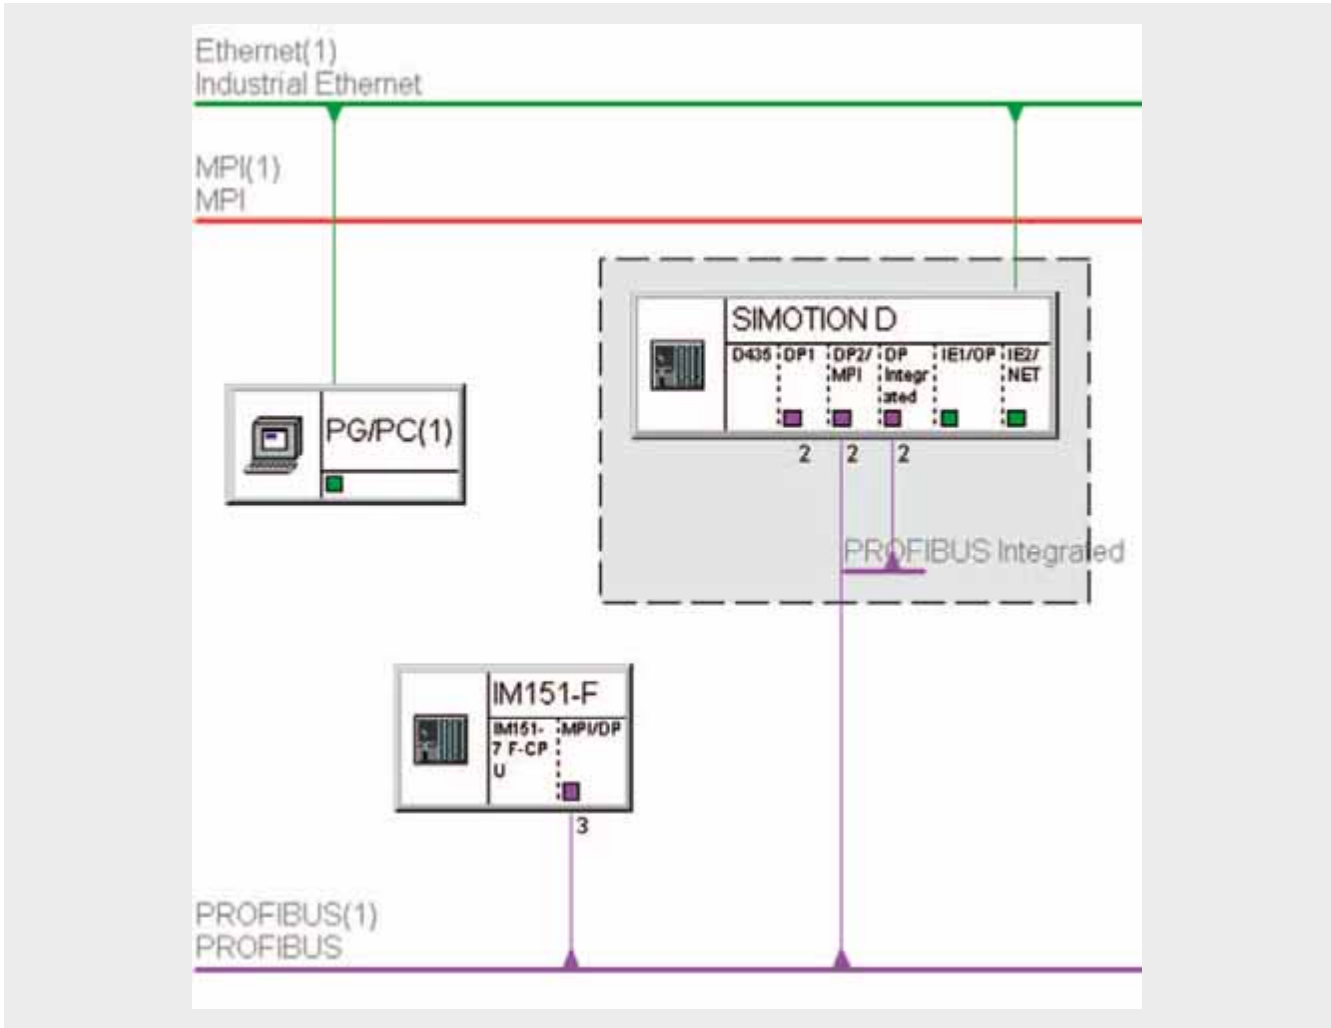 Ethernet(1)
Industrial Ethernet
MPI(1)
MPI
SIMOTION D
D435 DP1 DP2/ DP IE1/OP IE2/
MPI Integr NET
ated
PG/PC(1)
2 2 2
PROFIBUS Integrated
IM151-F
IM151- MPI/DP
7 F-CP
U
3
PROFIBUS(1)
PROFIBUS